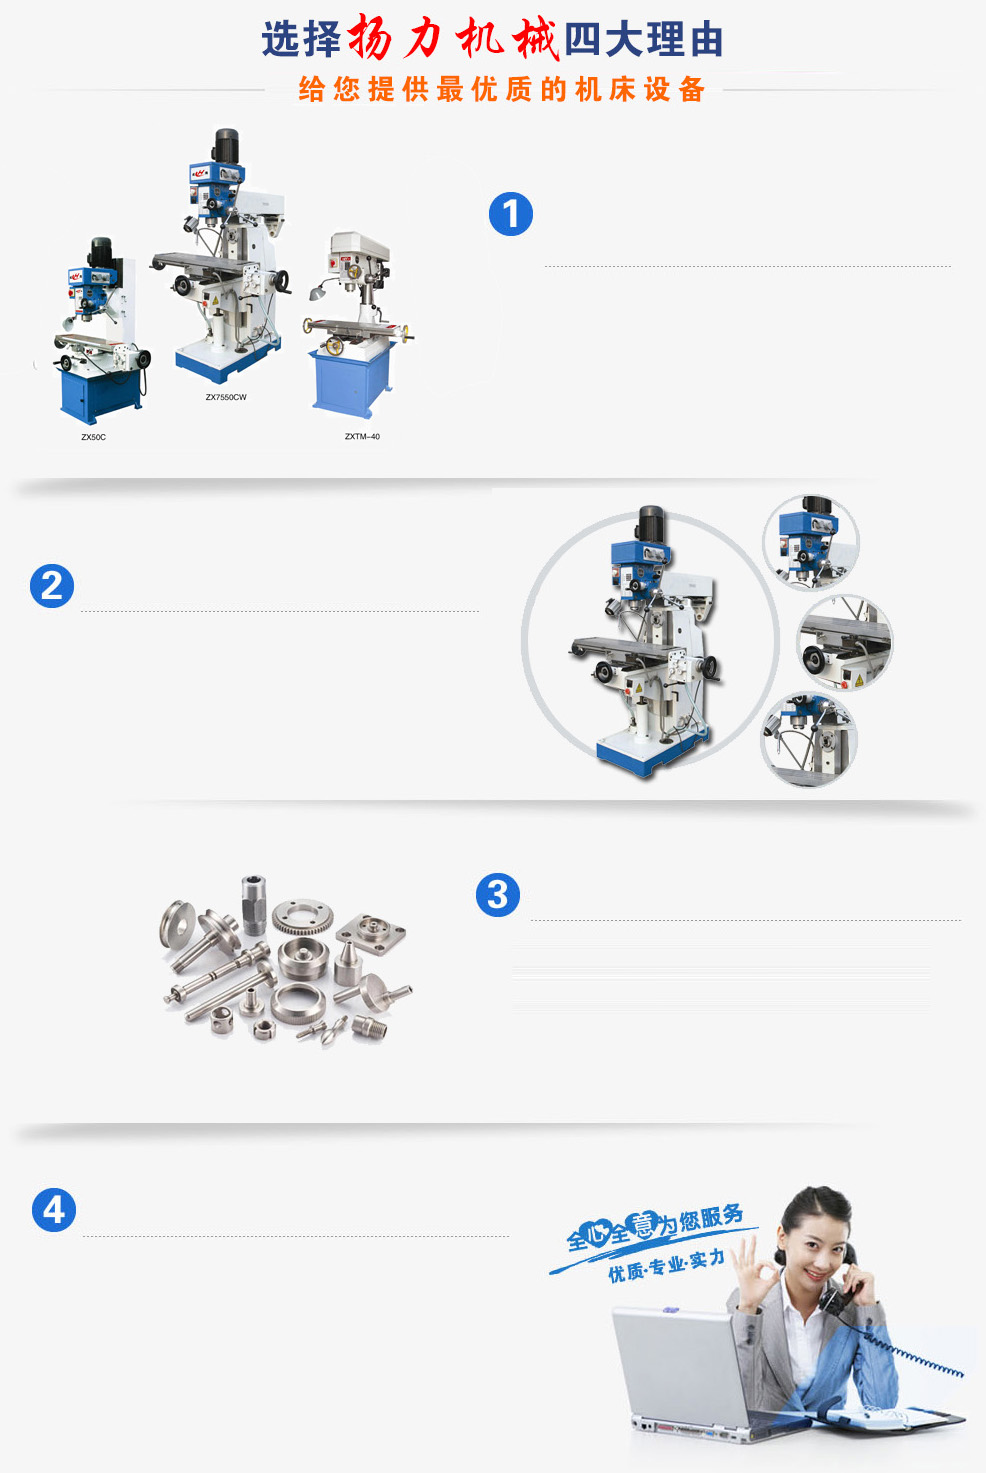 选择扬力机械四大理由
给您提供最优质的机床设备
1
ZX7550CW
ZX50C
ZXTM-40
2
3
4
全心全意为您服务
优质·专业·实力